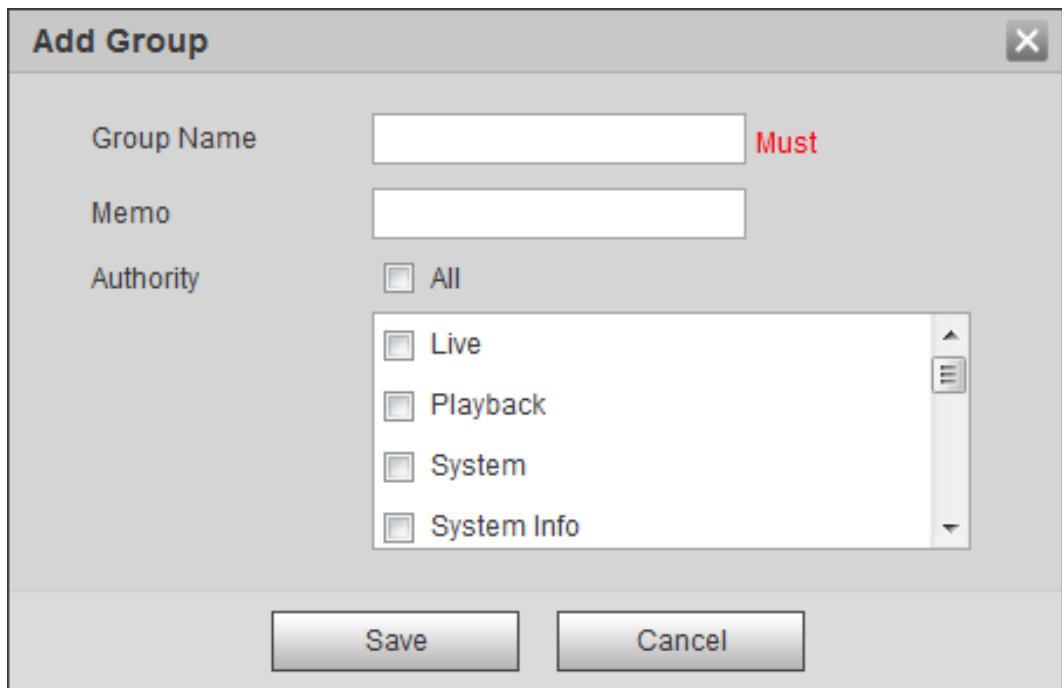 Add Group
Group Name Must
Memo
Authority All
Live
Playback
System
System Info
Save Cancel